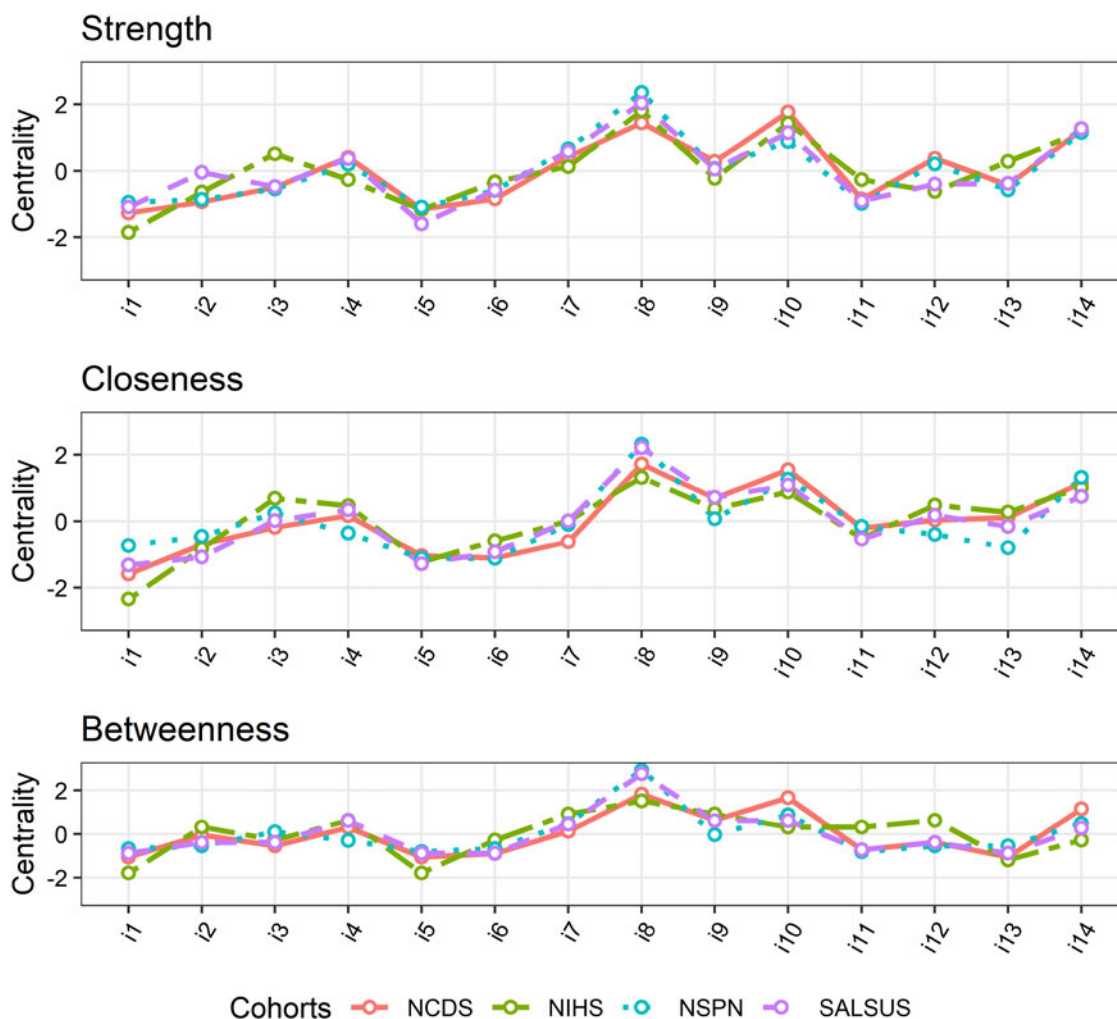 Strength
Centrality
2
0
-2
i1 i2 i3 i4 i5 i6 i7 i8 i9 i10 i11 i12 i13 i14
Closeness
Centrality
2
0
-2
i1 i2 i3 i4 i5 i6 i7 i8 i9 i10 i11 i12 i13 i14
Betweenness
Centrality
2
0
-2
i1 i2 i3 i4 i5 i6 i7 i8 i9 i10 i11 i12 i13 i14
Cohorts NCDS NIHS NSPN SALSUS